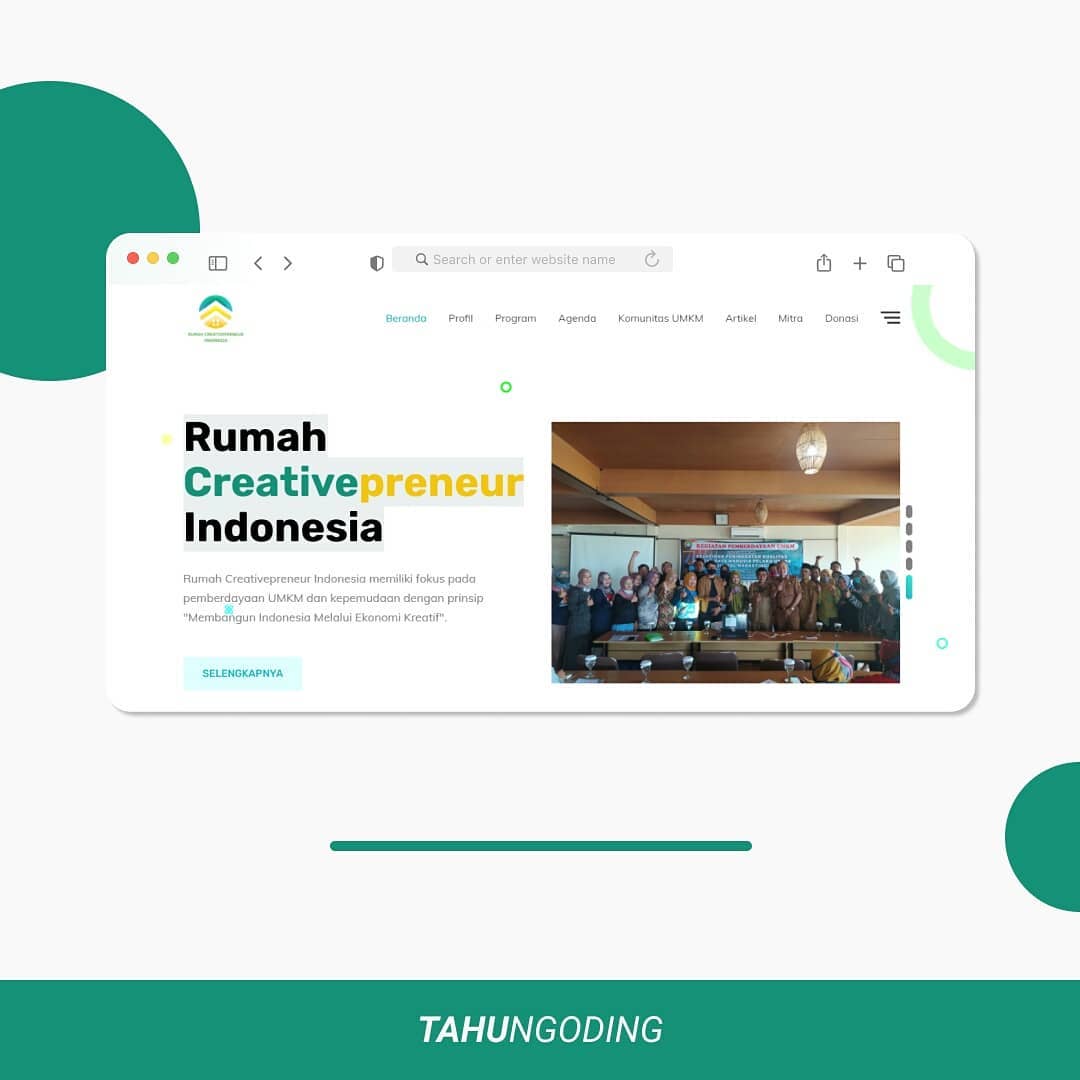 Search or enter website name
RUMAH CREATIVEPRENEUR
INDONESIA
Beranda Profil Program Agenda Komunitas UMKM Artikel Mitra Donasi
Rumah
Creativepreneur
Indonesia
Rumah Creativepreneur Indonesia memiliki fokus pada
pemberdayaan UMKM dan kepemudaan dengan prinsip
"Membangun Indonesia Melalui Ekonomi Kreatif".
SELENGKAPNYA
KEGIATAN PEMBERDAYAAN UMKM
TAHUNGODING